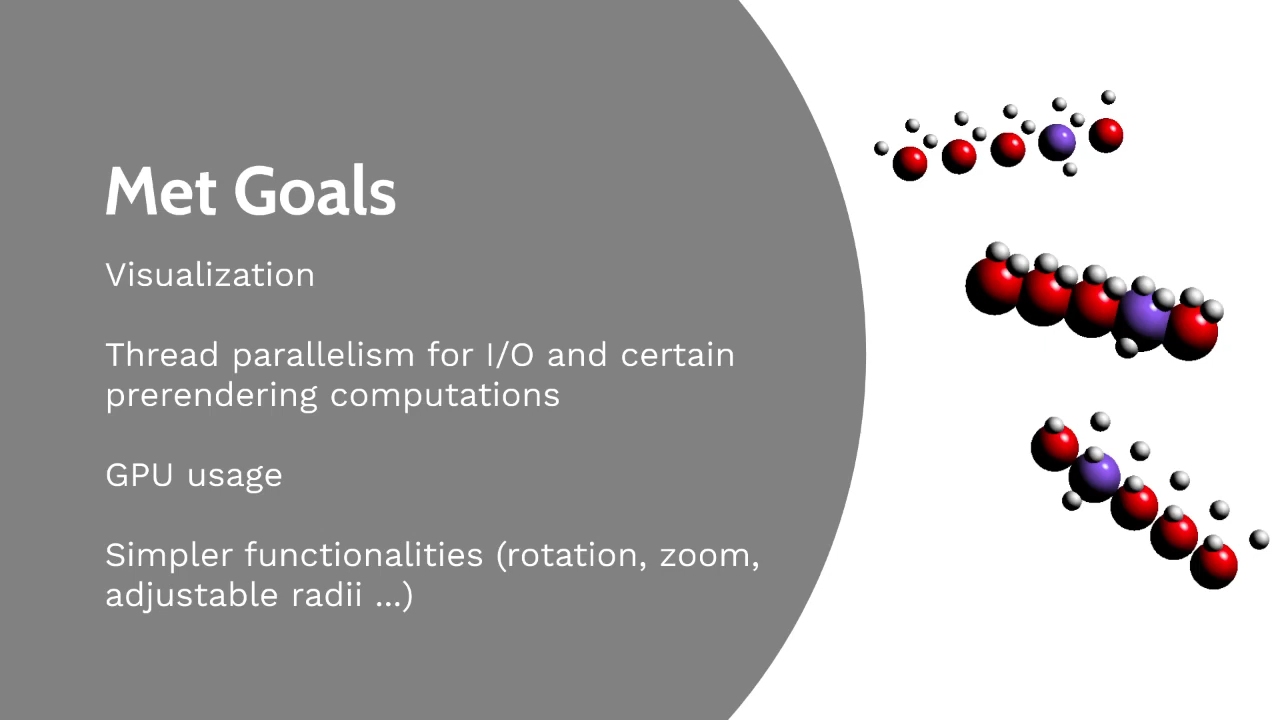 Met Goals
Visualization
Thread parallelism for I/O and certain
prerendering computations
GPU usage
Simpler functionalities (rotation, zoom,
adjustable radii ...)